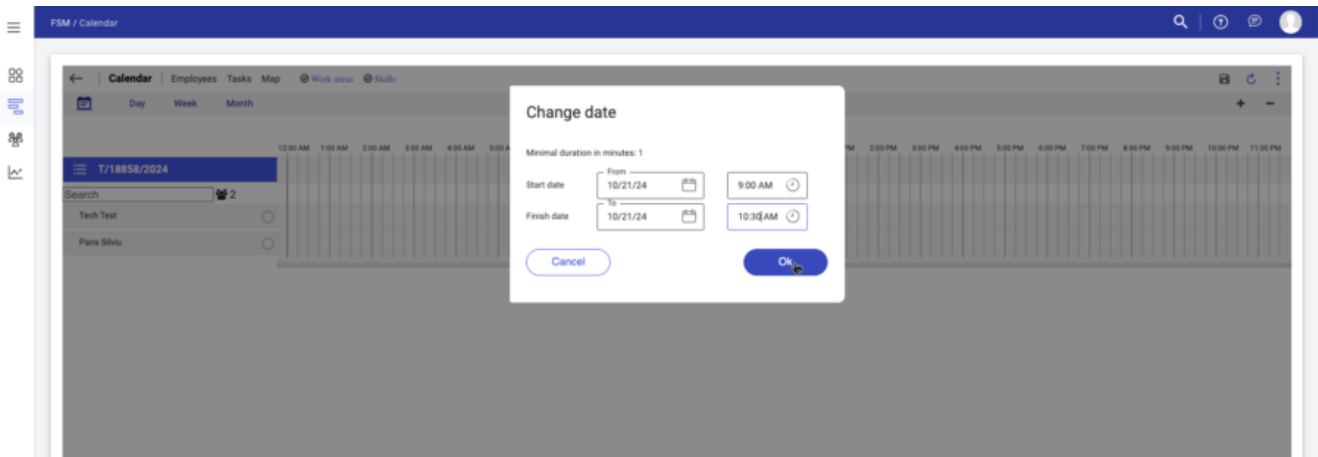 FSM / Calendar
Calendar Employees Tasks Map Work areas Skills
Day Week Month
Change date
Minimal duration in minutes: 1
12:00 AM 1:00 AM 2:00 AM 3:00 AM 4:00 AM 5:00 A
PM 2:00 PM 3:00 PM 4:00 PM 5:00 PM 6:00 PM 7:00 PM 8:00 PM 9:00 PM 10:00 PM 11:00 PM
T/18858/2024
From
Start date 10/21/24 9:00 AM
Search 2
To
Finish date 10/21/24 10:30 AM
Tech Test
Paris Silviu
Cancel Ok